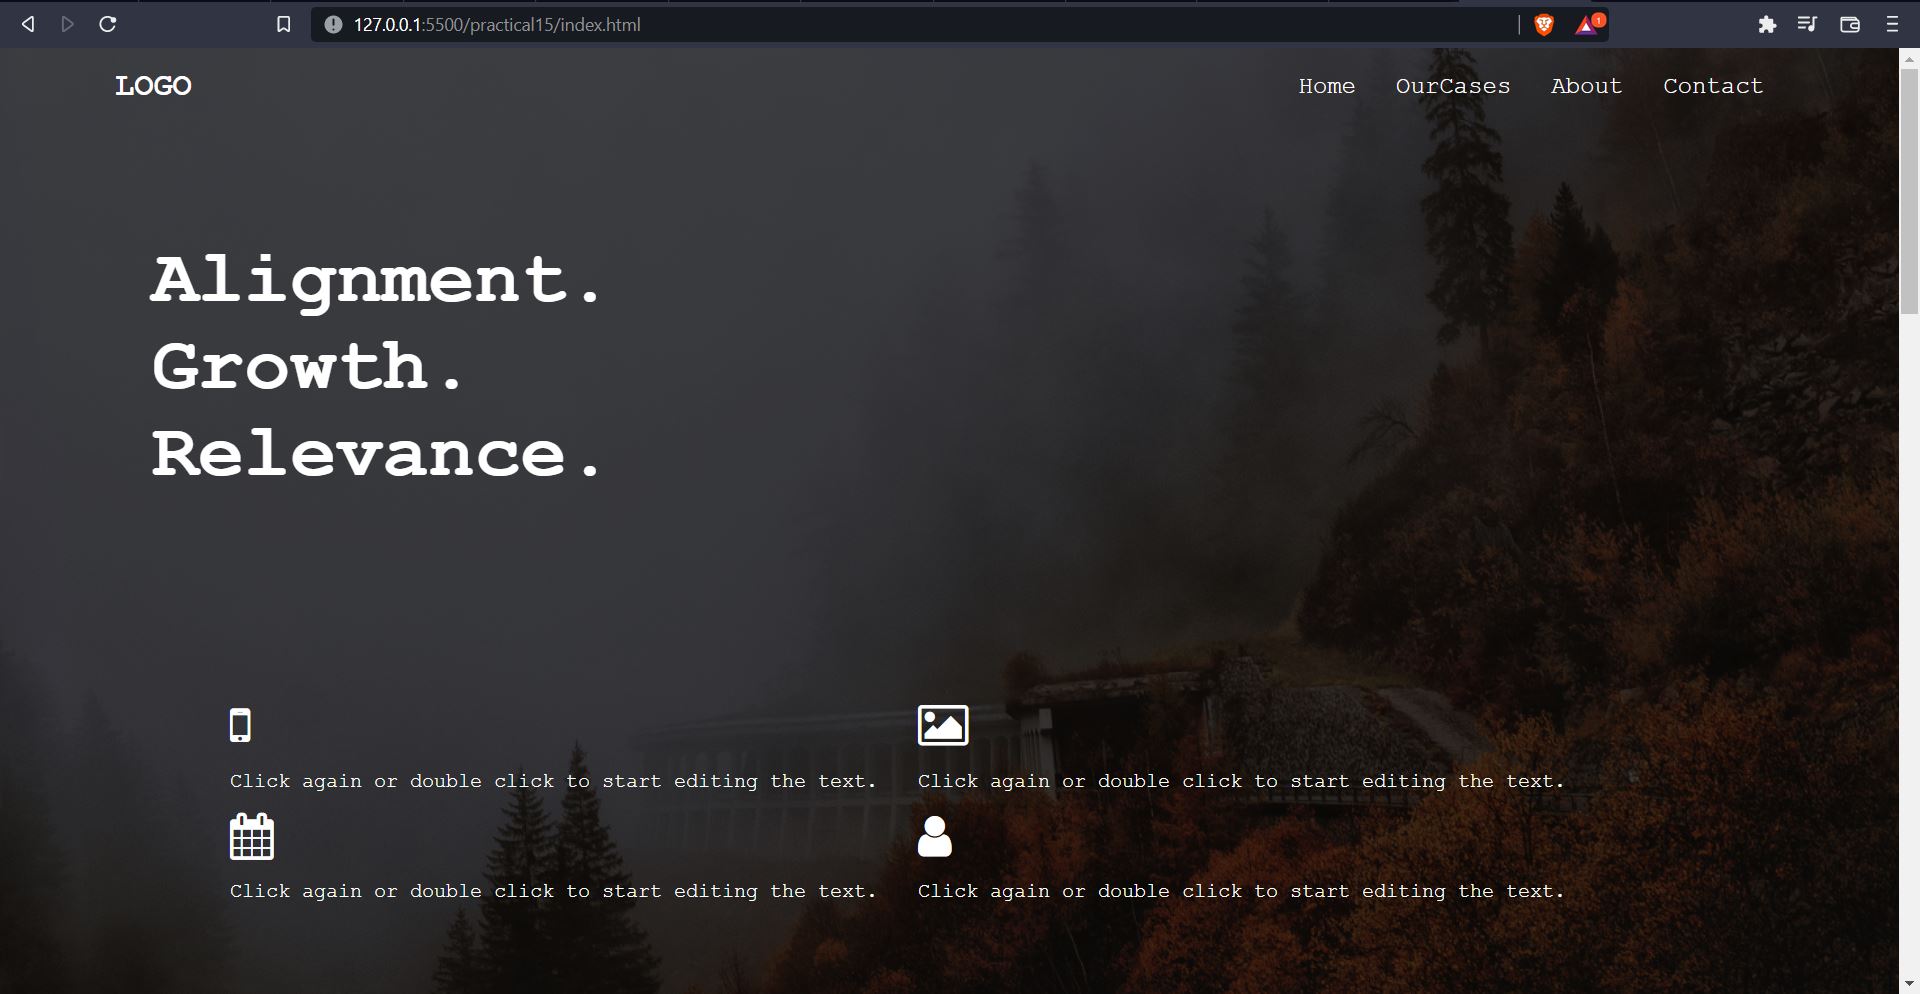 127.0.0.1:5500/practical15/index.html
1
LOGO
Home OurCases About Contact
Alignment.
Growth.
Relevance.
Click again or double click to start editing the text.
Click again or double click to start editing the text.
Click again or double click to start editing the text.
Click again or double click to start editing the text.